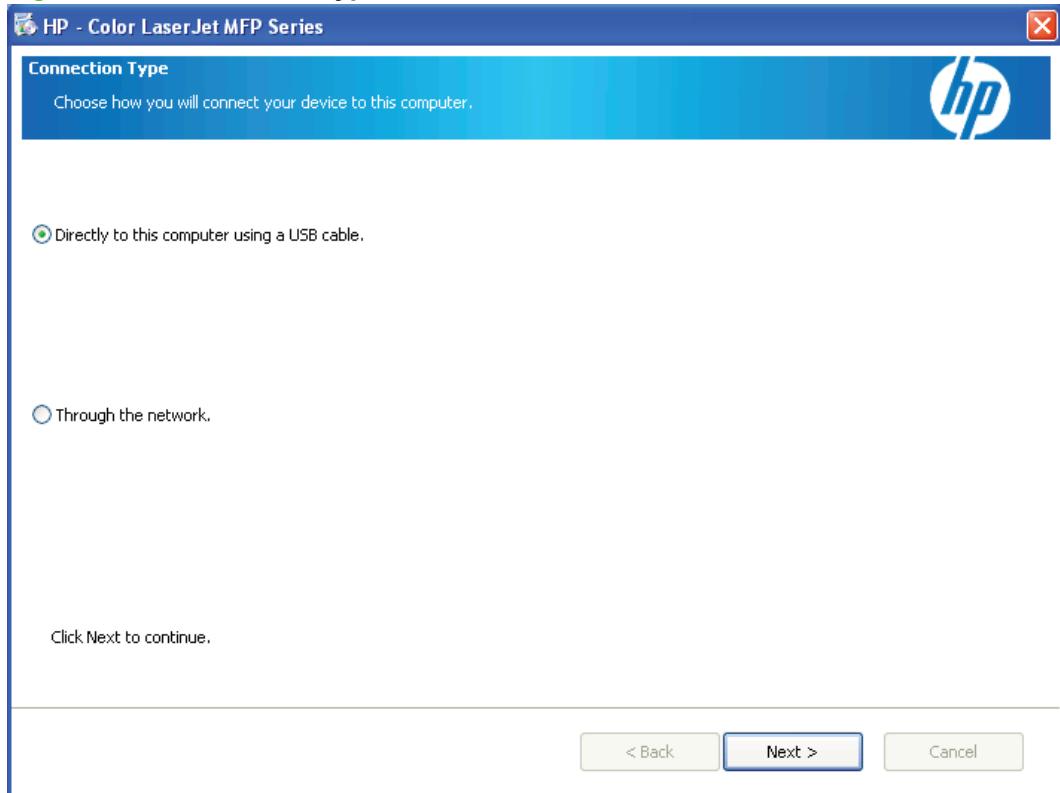 HP - Color LaserJet MFP Series
Connection Type
Choose how you will connect your device to this computer.
hp
Directly to this computer using a USB cable.
Through the network.
Click Next to continue.
< Back Next > Cancel